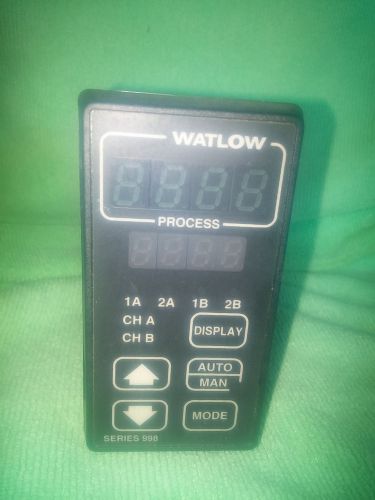 WATLOW
PROCESS
1A 2A 1B 2B
CH A
DISPLAY
CH B
AUTO
MAN
MODE
SERIES 998